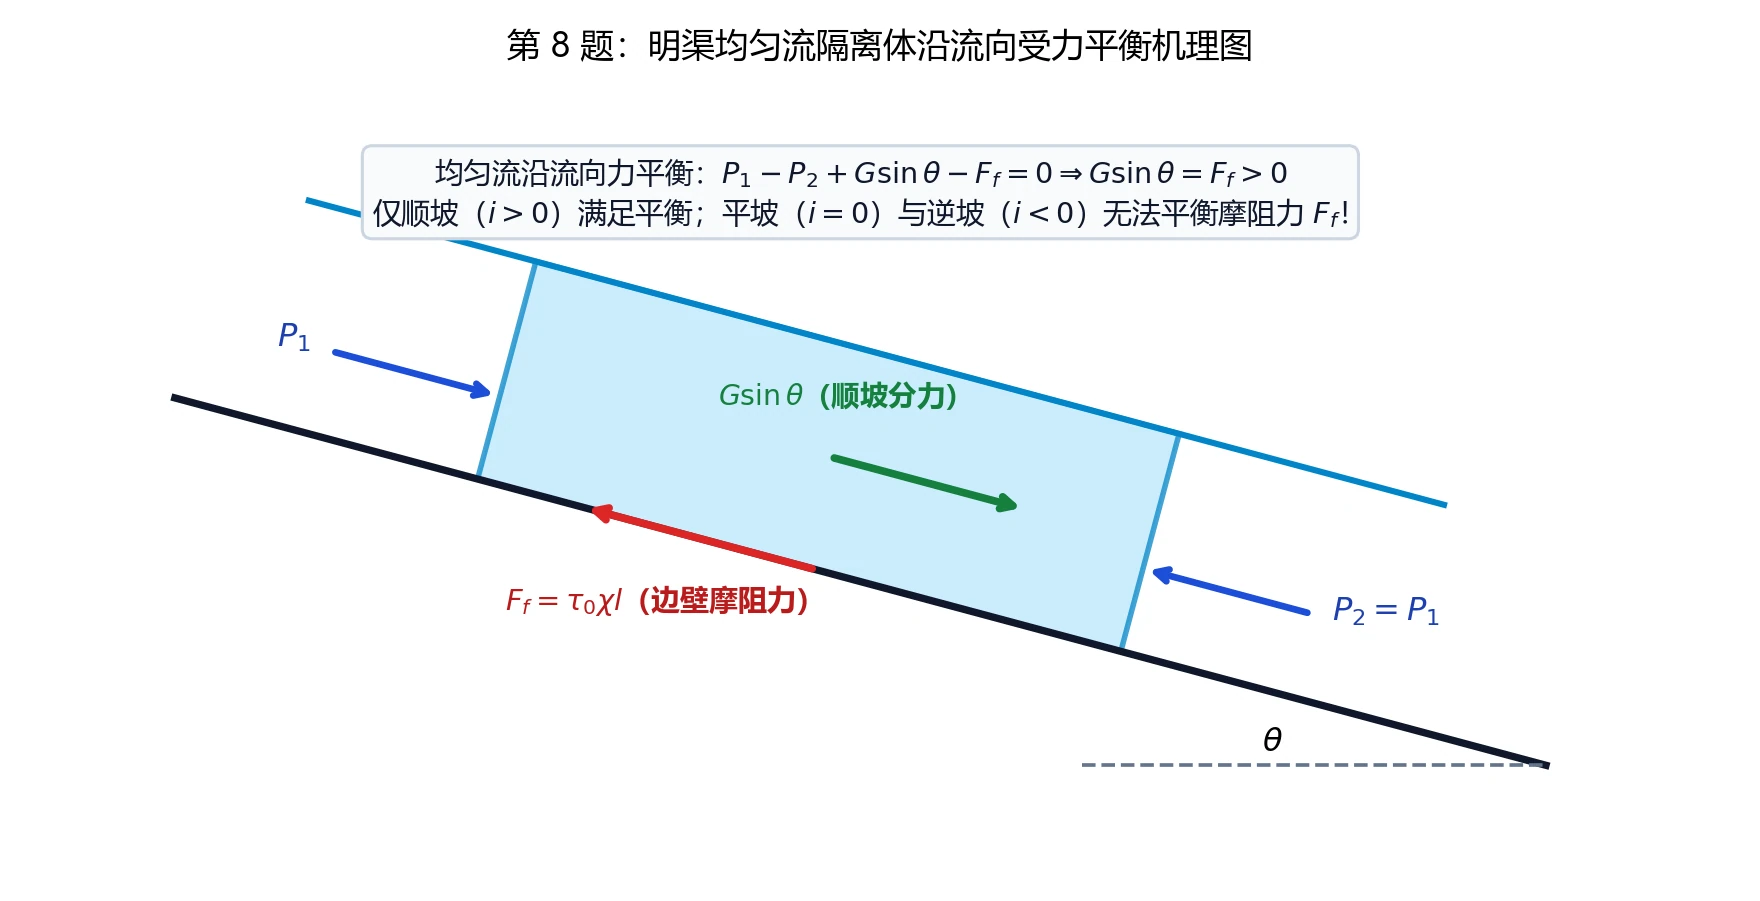 第 8 题：明渠均匀流隔离体沿流向受力平衡机理图
均匀流沿流向力平衡：P₁ − P₂ + G sin θ − F_f = 0 ⇒ G sin θ = F_f > 0
仅顺坡（i > 0）满足平衡；平坡（i = 0）与逆坡（i < 0）无法平衡摩阻力 F_f!
P₁
G sin θ（顺坡分力）
F_f = τ₀χl（边壁摩阻力）
P₂ = P₁
θ